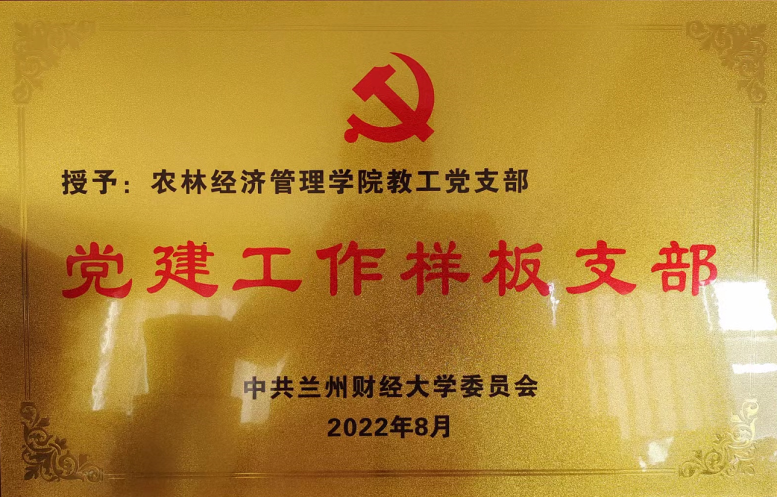 授予：农林经济管理学院教工党支部
党建工作样板支部
中共兰州财经大学委员会
2022年8月